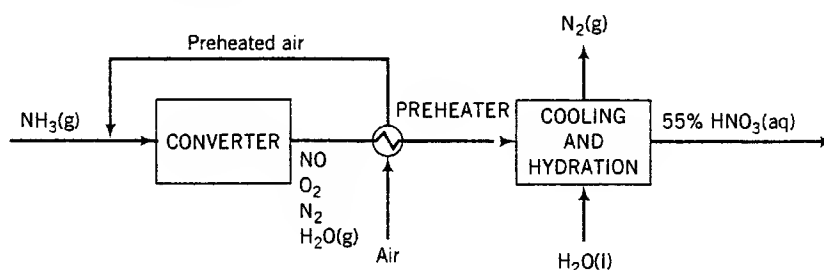 Preheated air
NH₃(g)
CONVERTER
NO
O₂
N₂
H₂O(g)
PREHEATER
Air
N₂(g)
COOLING
AND
HYDRATION
55% HNO₃(aq)
H₂O(l)